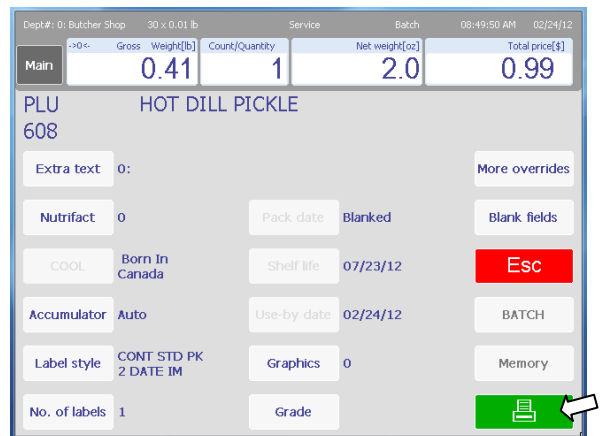 Dept#: 0: Butcher Shop 30 x 0.01 lb Service Batch 08:49:50 AM 02/24/12
Main ->0<- Gross Weight[lb] Count/Quantity Net weight[oz] Total price[$]
0.41 1 2.0 0.99
PLU HOT DILL PICKLE
608
Extra text 0: More overrides
Nutrifact 0 Pack date Blanked Blank fields
COOL Born In
Canada Shelf life 07/23/12 Esc
Accumulator Auto Use-by date 02/24/12 BATCH
Label style CONT STD PK
2 DATE IM Graphics 0 Memory
No. of labels 1 Grade